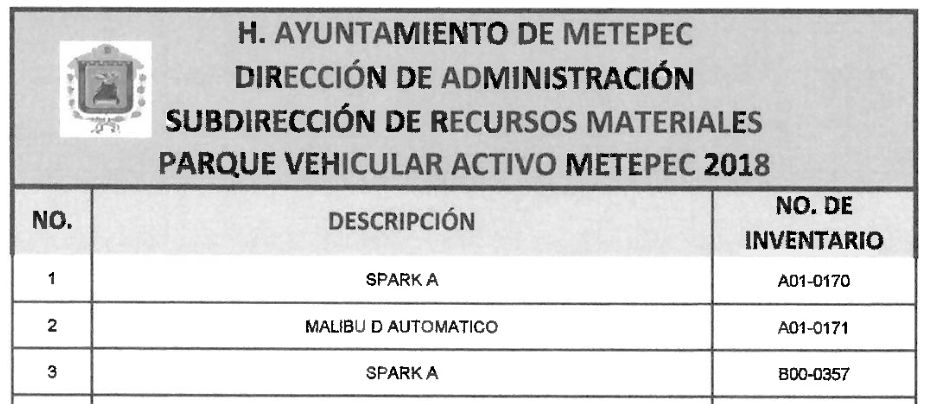 H. AYUNTAMIENTO DE METEPEC
DIRECCIÓN DE ADMINISTRACIÓN
SUBDIRECCIÓN DE RECURSOS MATERIALES
PARQUE VEHICULAR ACTIVO METEPEC 2018
NO. DESCRIPCIÓN NO. DE INVENTARIO
1 SPARK A A01-0170
2 MALIBU D AUTOMATICO A01-0171
3 SPARK A B00-0357